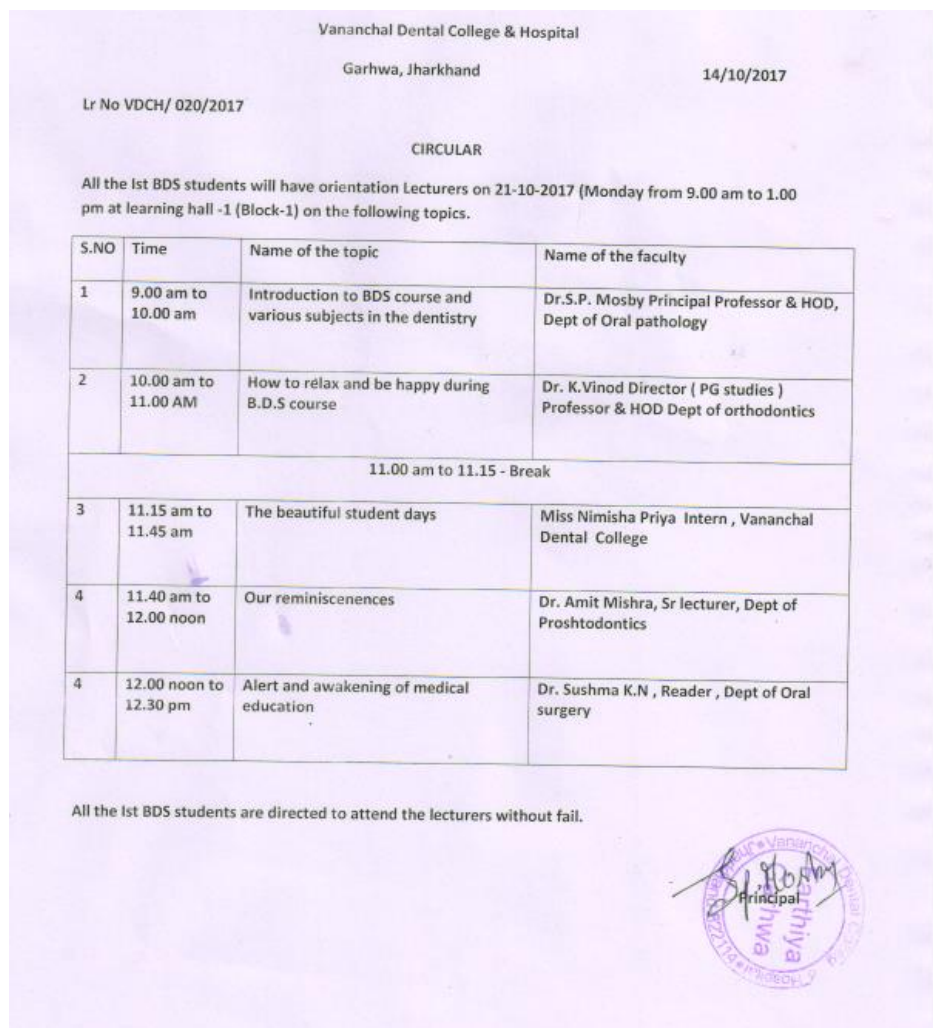 Vananchal Dental College & Hospital
Garhwa, Jharkhand
14/10/2017
Lr No VDCH/ 020/2017
CIRCULAR
All the Ist BDS students will have orientation Lecturers on 21-10-2017 (Monday from 9.00 am to 1.00
pm at learning hall -1 (Block-1) on the following topics.
S.NO Time Name of the topic Name of the faculty
1 9.00 am to Introduction to BDS course and Dr.S.P. Mosby Principal Professor & HOD,
10.00 am various subjects in the dentistry Dept of Oral pathology
2 10.00 am to How to relax and be happy during Dr. K.Vinod Director ( PG studies )
11.00 AM B.D.S course Professor & HOD Dept of orthodontics
11.00 am to 11.15 - Break
3 11.15 am to The beautiful student days Miss Nimisha Priya Intern , Vananchal
11.45 am Dental College
4 11.40 am to Our reminiscenences Dr. Amit Mishra, Sr lecturer, Dept of
12.00 noon Proshtodontics
4 12.00 noon to Alert and awakening of medical Dr. Sushma K.N , Reader , Dept of Oral
12.30 pm education surgery
All the Ist BDS students are directed to attend the lecturers without fail.
Principal
Vananchal Dental College & Hospital